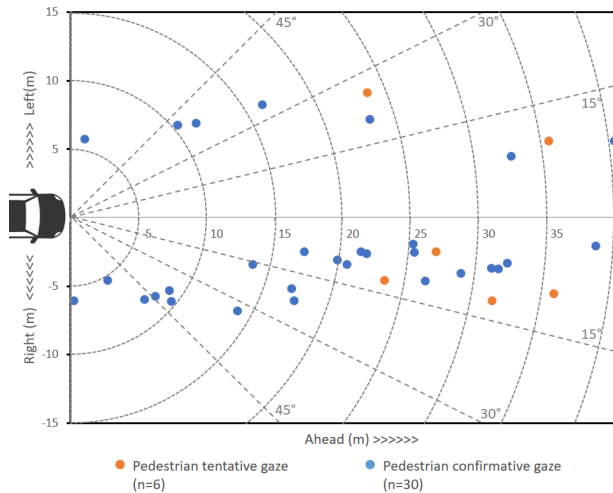 15
45°
30°
10
15°
5
Left(m) >>>>>>
5 10 15 20 25 30 35
<<<<<< Right (m)
-5
-10
15°
-15
45°
30°
Ahead (m) >>>>>>
Pedestrian tentative gaze
(n=6)
Pedestrian confirmative gaze
(n=30)